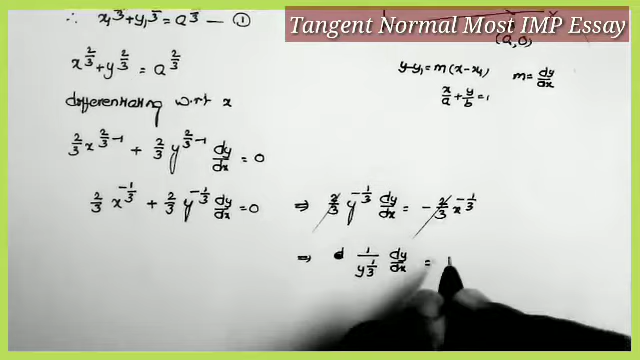 Tangent Normal Most IMP Essay
∴ x₁^(2/3) + y₁^(2/3) = a^(2/3) — ①
(a, 0)
x^(2/3) + y^(2/3) = a^(2/3)
y-y₁ = m(x-x₁) m = dy/dx
x/a + y/b = 1
differentiating w.r.t x
2/3 x^(2/3-1) + 2/3 y^(2/3-1) dy/dx = 0
2/3 x^(-1/3) + 2/3 y^(-1/3) dy/dx = 0 ⇒ 2/3 y^(-1/3) dy/dx = - 2/3 x^(-1/3)
⇒ 1/y^(1/3) dy/dx =